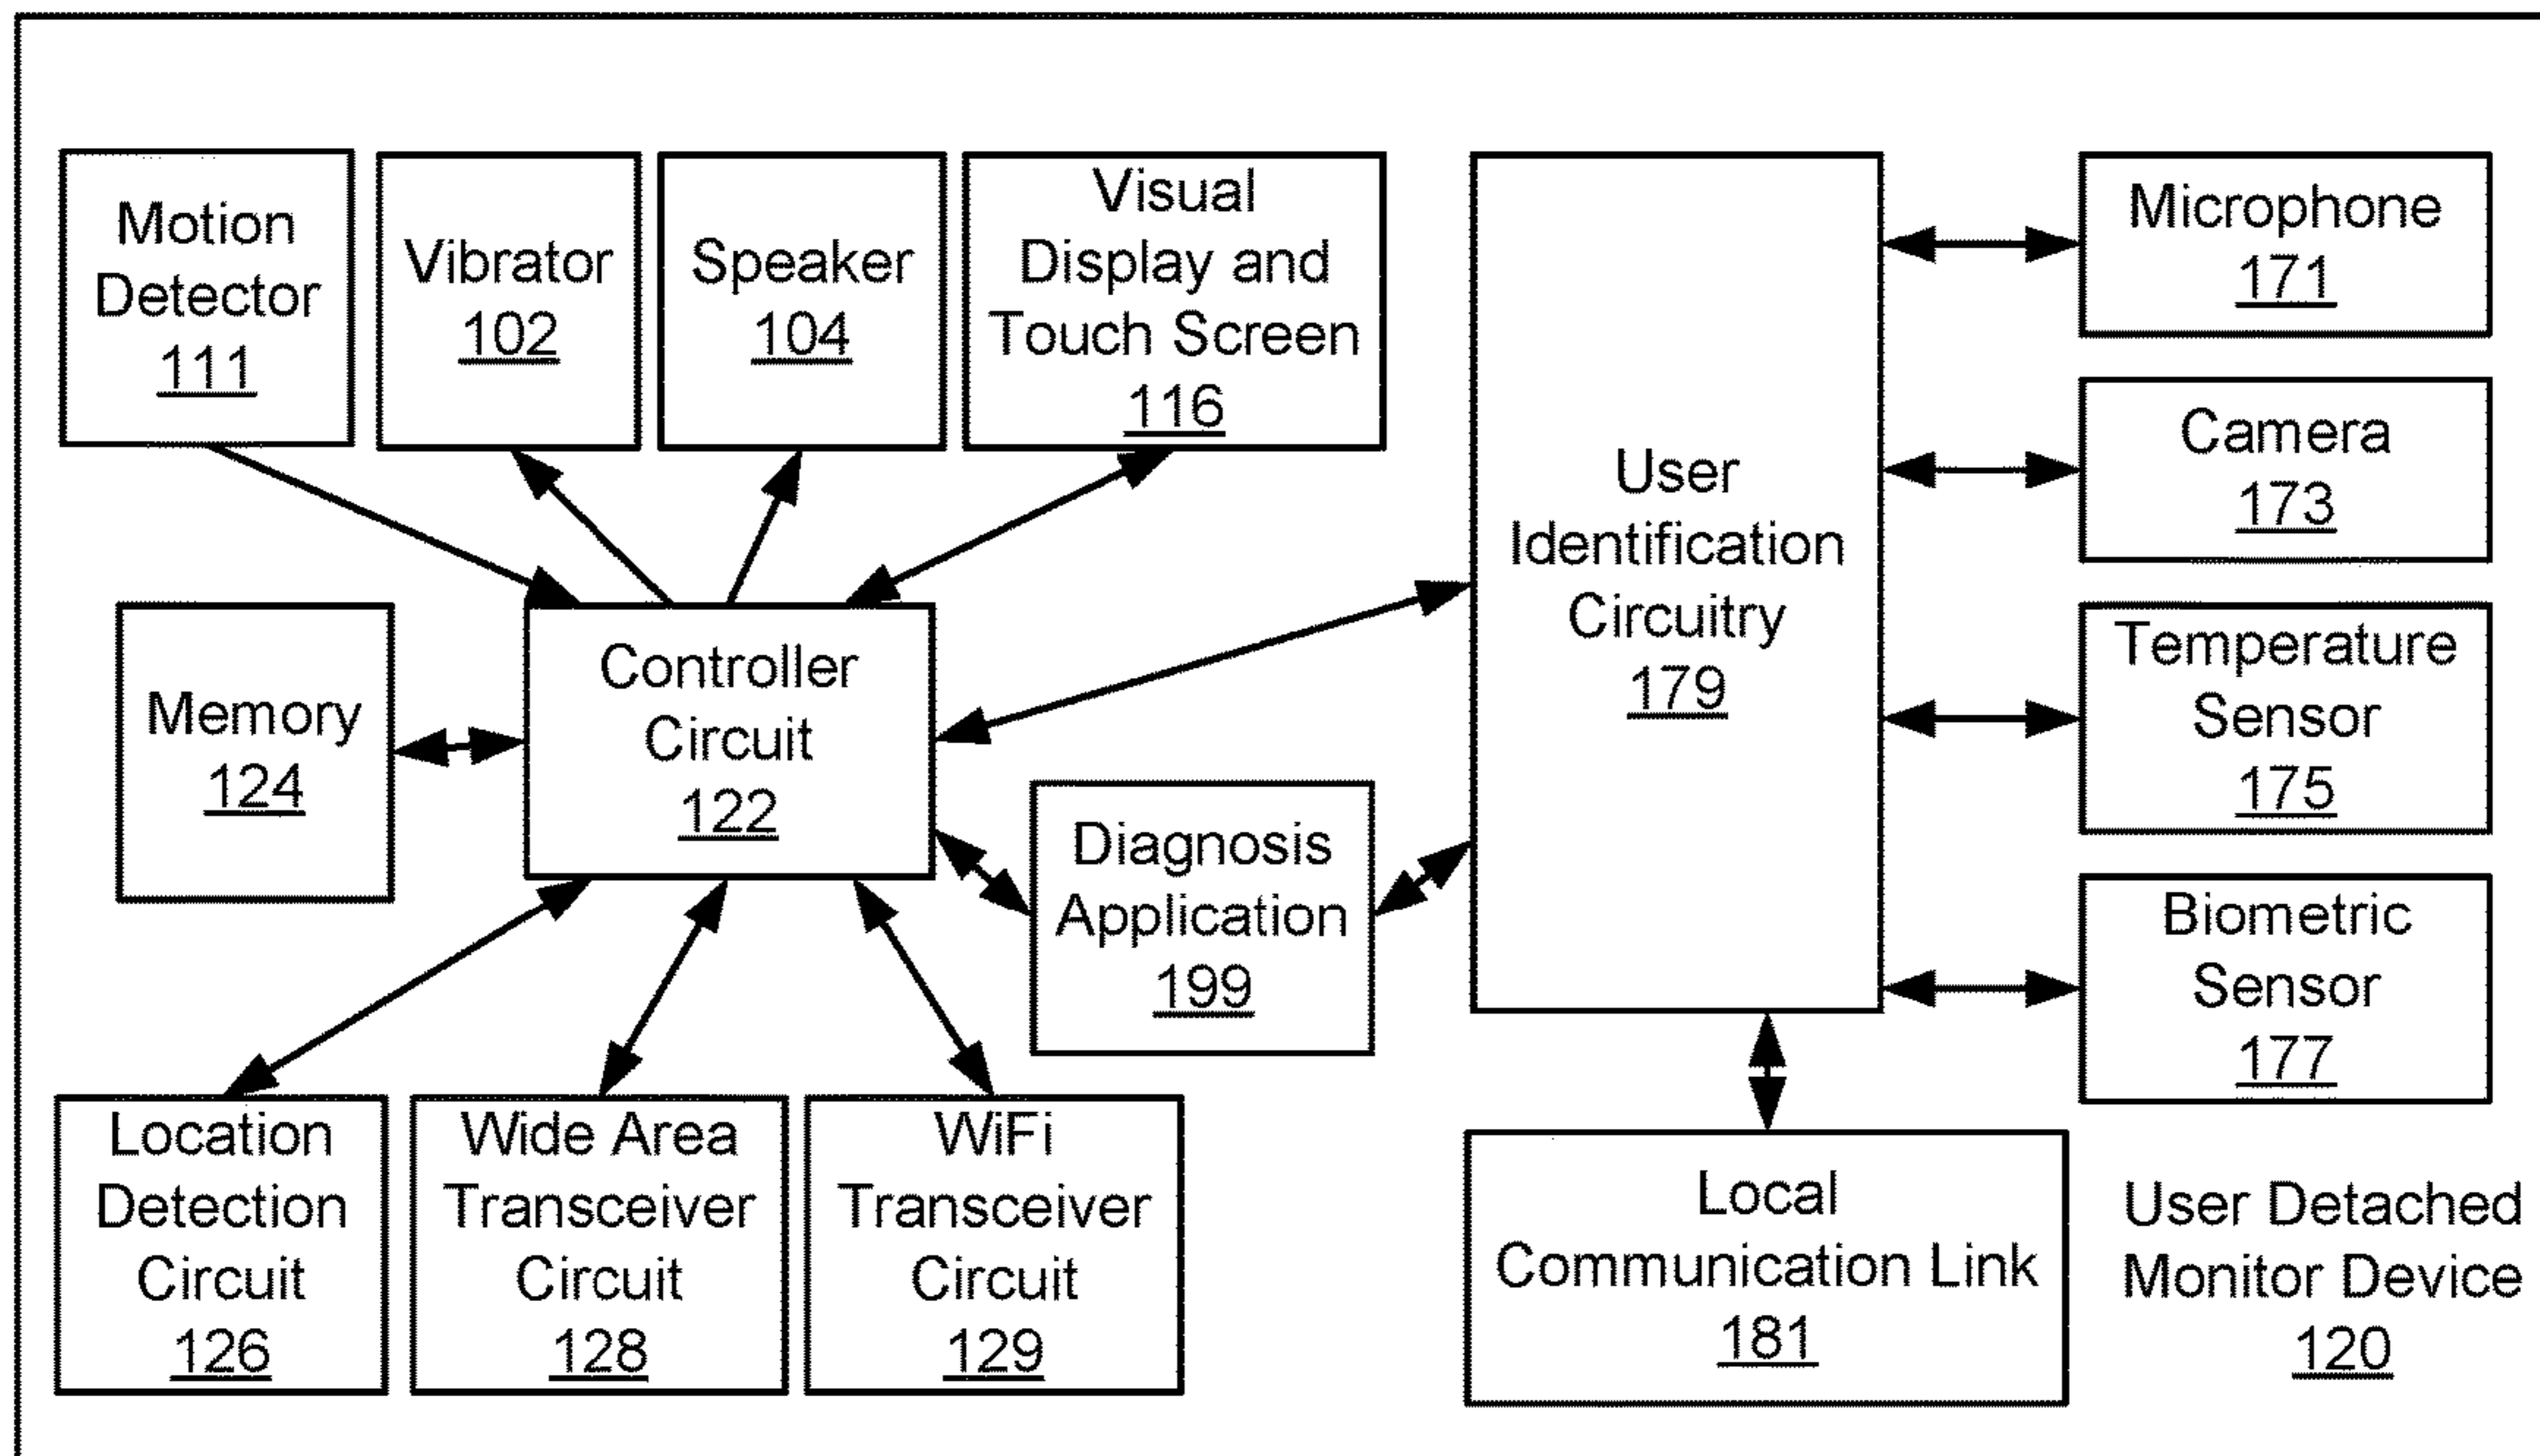 Motion
Detector
111
Vibrator
102
Speaker
104
Visual
Display and
Touch Screen
116
User
Identification
Circuitry
179
Microphone
171
Camera
173
Temperature
Sensor
175
Biometric
Sensor
177
Memory
124
Controller
Circuit
122
Diagnosis
Application
199
Location
Detection
Circuit
126
Wide Area
Transceiver
Circuit
128
WiFi
Transceiver
Circuit
129
Local
Communication Link
181
User Detached
Monitor Device
120